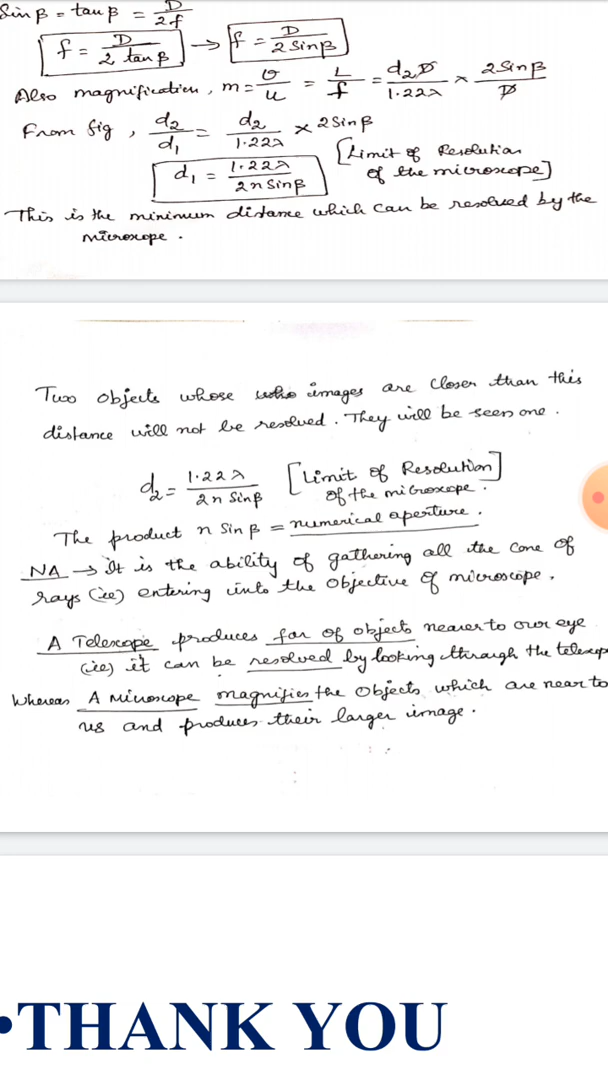 Sin β = tan β = D/2f
f = D/2 tan β → f = D/2 Sin β
Also magnification, m = v/u = L/f = d₂D/1.22λ × 2 Sin β/D
From fig, d₂/d₁ = d₂/1.22λ × 2 Sin β
d₁ = 1.22λ/2n Sin β [Limit of Resolution of the microscope]
This is the minimum distance which can be resolved by the
microscope.
Two objects whose images are closer than this
distance will not be resolved. They will be seen one.
d₂ = 1.22λ/2n Sin β [Limit of Resolution of the microscope.]
The product n Sin β = numerical aperture.
NA → It is the ability of gathering all the cone of
rays (ie) entering into the objective of microscope.
A Telescope produces far of objects nearer to our eye
(ie) it can be resolved by looking through the telescop
Whereas A Microscope magnifies the objects which are near to
us and produces their larger image.
•THANK YOU